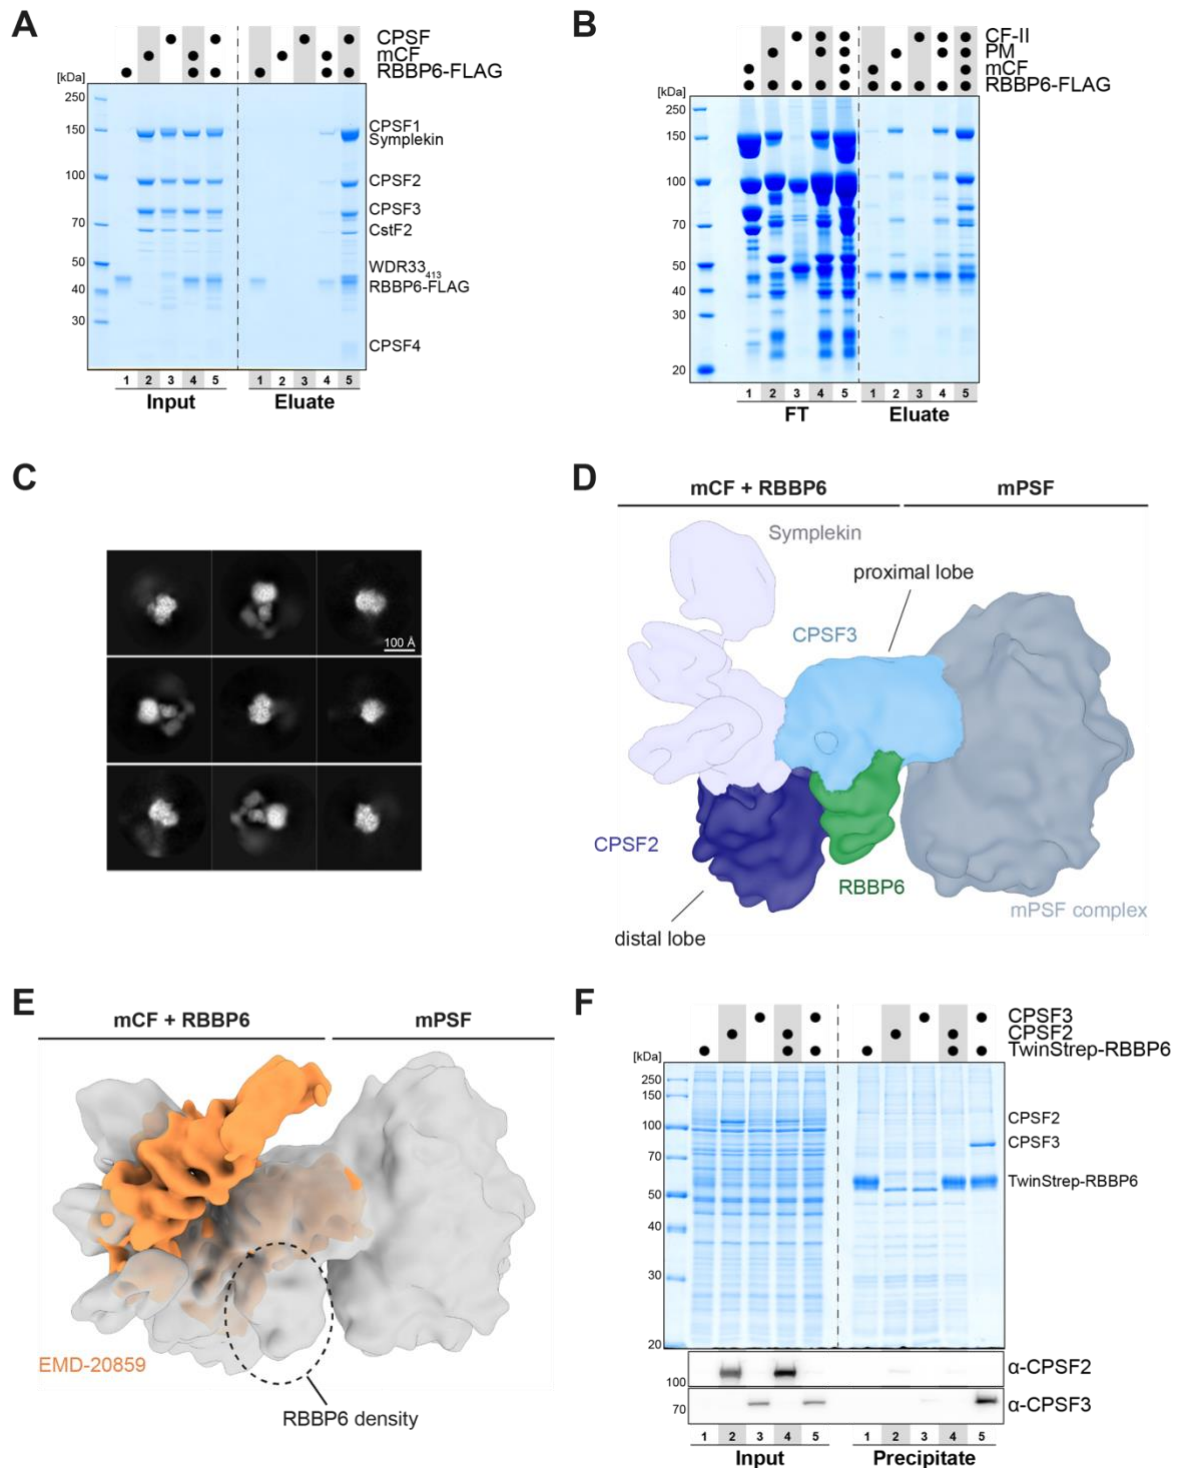 A
CPSF
mCF
RBBP6-FLAG
[kDa]
250
150
100
70
50
40
30
CPSF1
Symplekin
CPSF2
CPSF3
CstF2
WDR33413
RBBP6-FLAG
CPSF4
1 2 3 4 5 1 2 3 4 5
Input Eluate
B
CF-II
PM
mCF
RBBP6-FLAG
[kDa]
250
150
100
70
50
40
30
20
1 2 3 4 5 1 2 3 4 5
FT Eluate
C
100 Å
D
mCF + RBBP6 mPSF
Symplekin
proximal lobe
CPSF3
CPSF2
RBBP6
mPSF complex
distal lobe
E
mCF + RBBP6 mPSF
EMD-20859
RBBP6 density
F
CPSF3
CPSF2
TwinStrep-RBBP6
[kDa]
250
150
100
70
50
40
30
20
CPSF2
CPSF3
TwinStrep-RBBP6
100
α-CPSF2
70
α-CPSF3
1 2 3 4 5 1 2 3 4 5
Input Precipitate